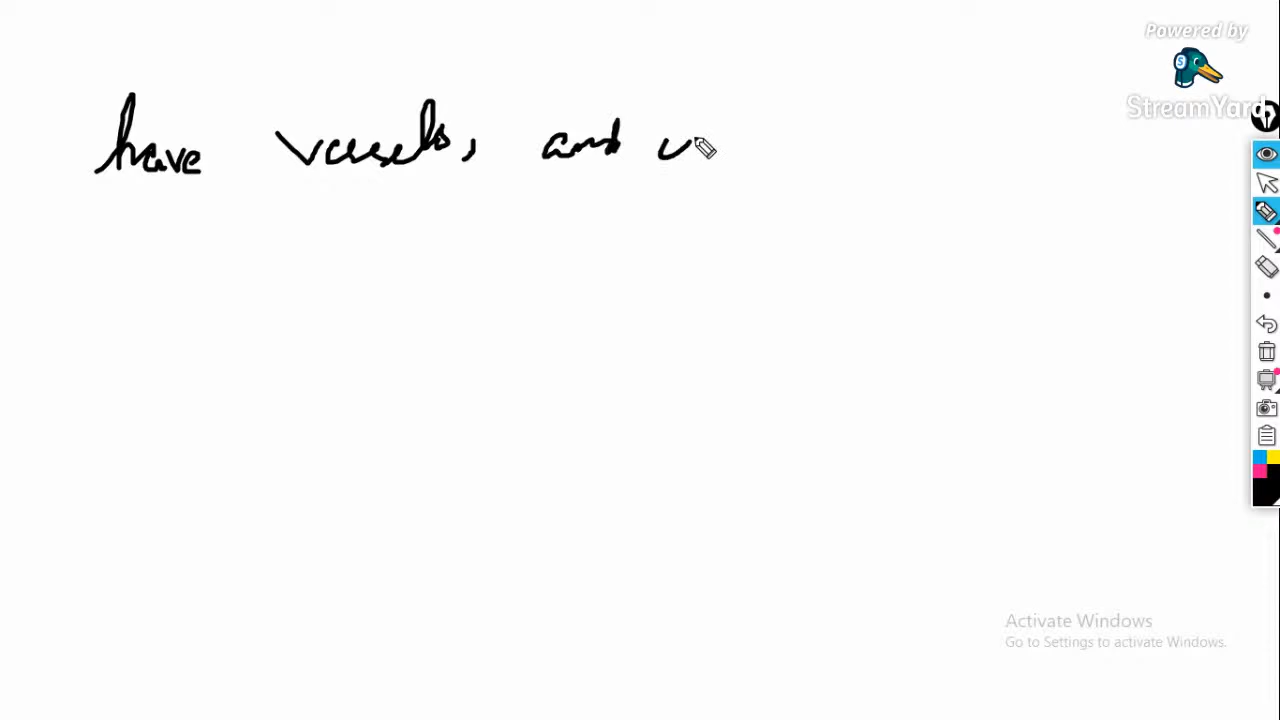 Powered by
StreamYard
have vessels, and
Activate Windows
Go to Settings to activate Windows.